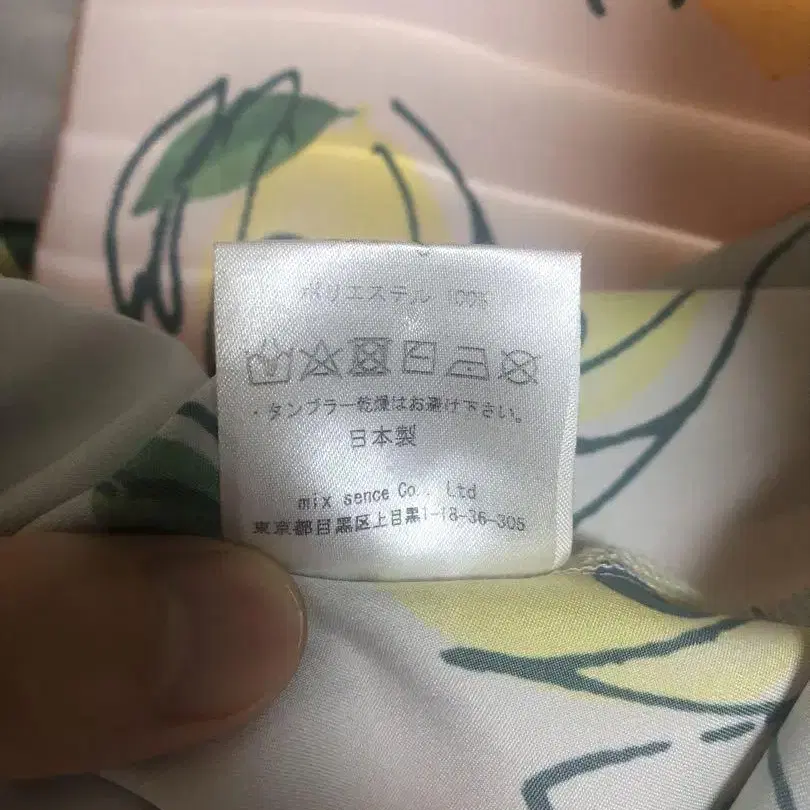 ポリエステル 100%
・タンブラー乾燥はお避け下さい。
日本製
mix sence Co., Ltd
東京都目黒区上目黒1-18-36-305